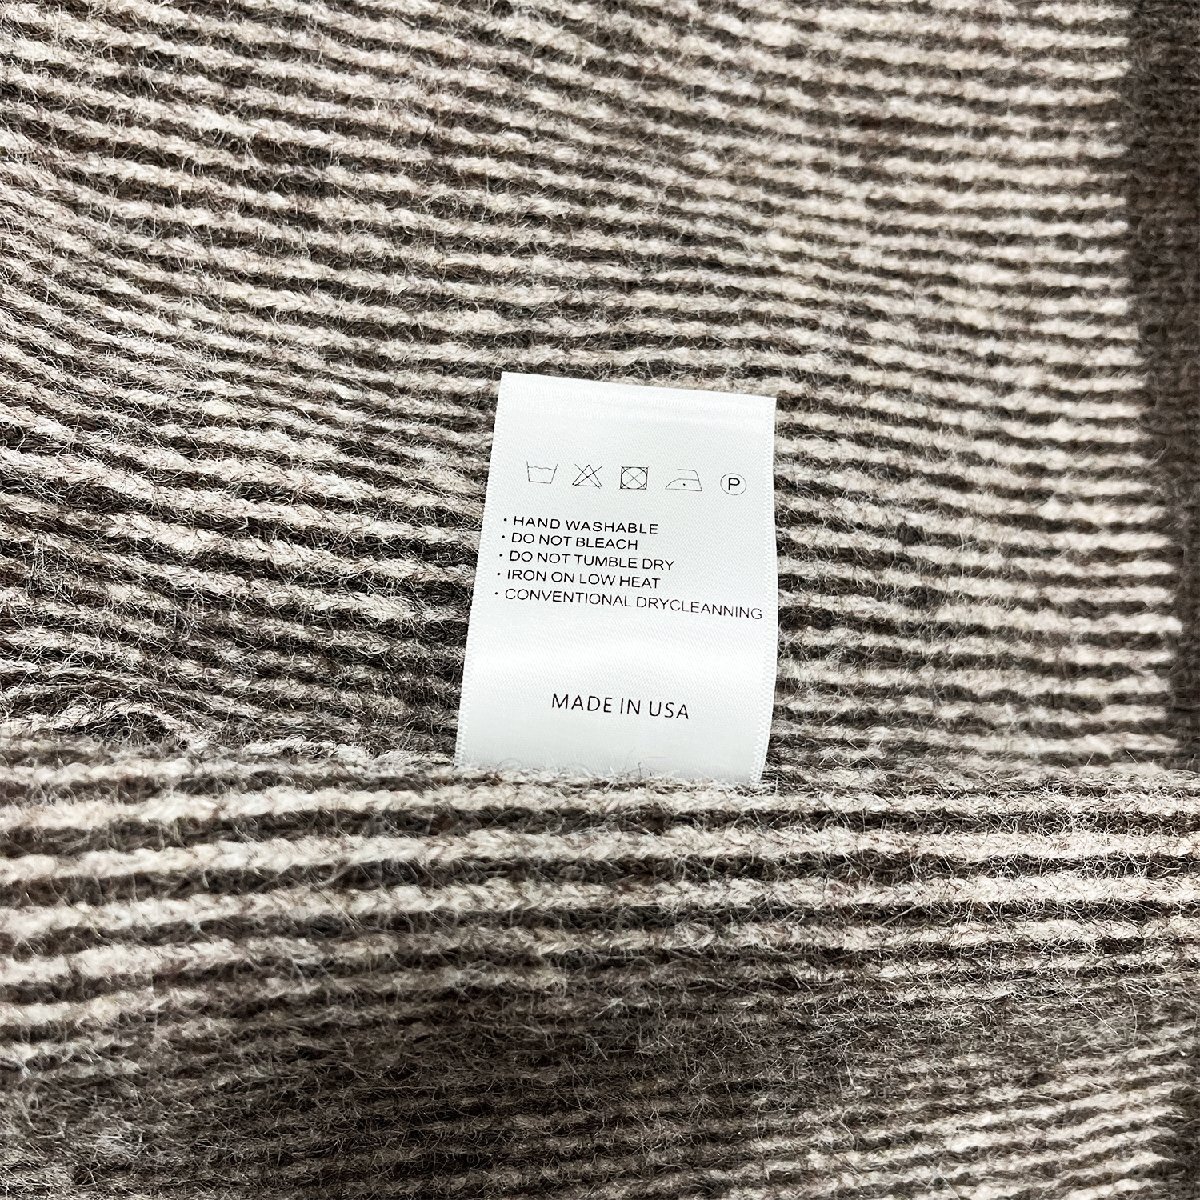 P
· HAND WASHABLE
· DO NOT BLEACH
· DO NOT TUMBLE DRY
· IRON ON LOW HEAT
· CONVENTIONAL DRYCLEANNING
MADE IN USA